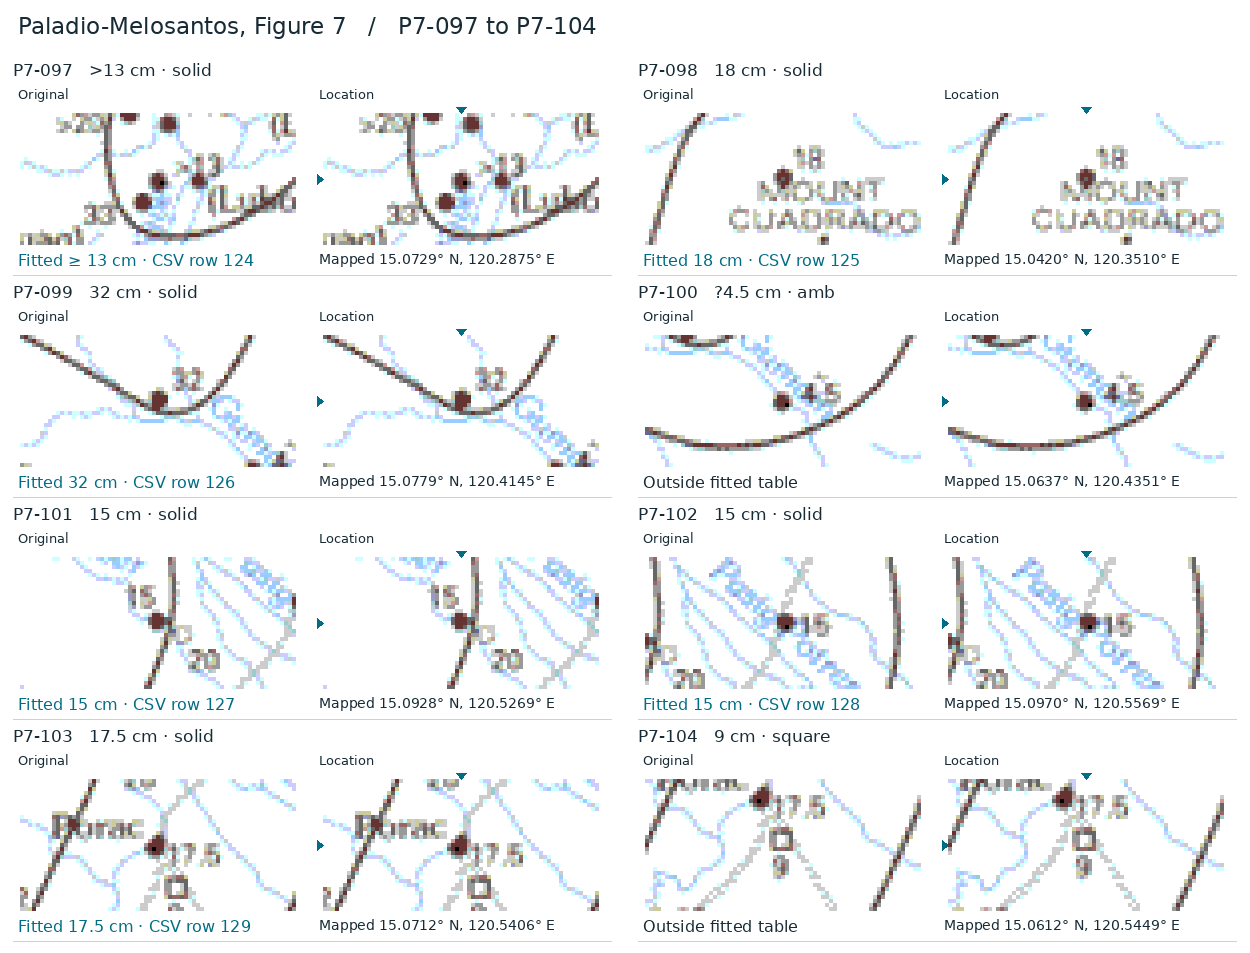 Paladio-Melosantos, Figure 7 / P7-097 to P7-104
P7-097 >13 cm · solid
Original
Location
>20
>13
33
Fitted ≥ 13 cm · CSV row 124
Mapped 15.0729° N, 120.2875° E
P7-098 18 cm · solid
Original
Location
18
MOUNT
CUADRADO
18
MOUNT
CUADRADO
Fitted 18 cm · CSV row 125
Mapped 15.0420° N, 120.3510° E
P7-099 32 cm · solid
Original
Location
32
32
Fitted 32 cm · CSV row 126
Mapped 15.0779° N, 120.4145° E
P7-100 ?4.5 cm · amb
Original
Location
4.5
4.5
Outside fitted table
Mapped 15.0637° N, 120.4351° E
P7-101 15 cm · solid
Original
Location
15
20
15
20
Fitted 15 cm · CSV row 127
Mapped 15.0928° N, 120.5269° E
P7-102 15 cm · solid
Original
Location
15
20
15
20
Fitted 15 cm · CSV row 128
Mapped 15.0970° N, 120.5569° E
P7-103 17.5 cm · solid
Original
Location
Porac
17.5
Porac
17.5
Fitted 17.5 cm · CSV row 129
Mapped 15.0712° N, 120.5406° E
P7-104 9 cm · square
Original
Location
17.5
9
17.5
9
Outside fitted table
Mapped 15.0612° N, 120.5449° E